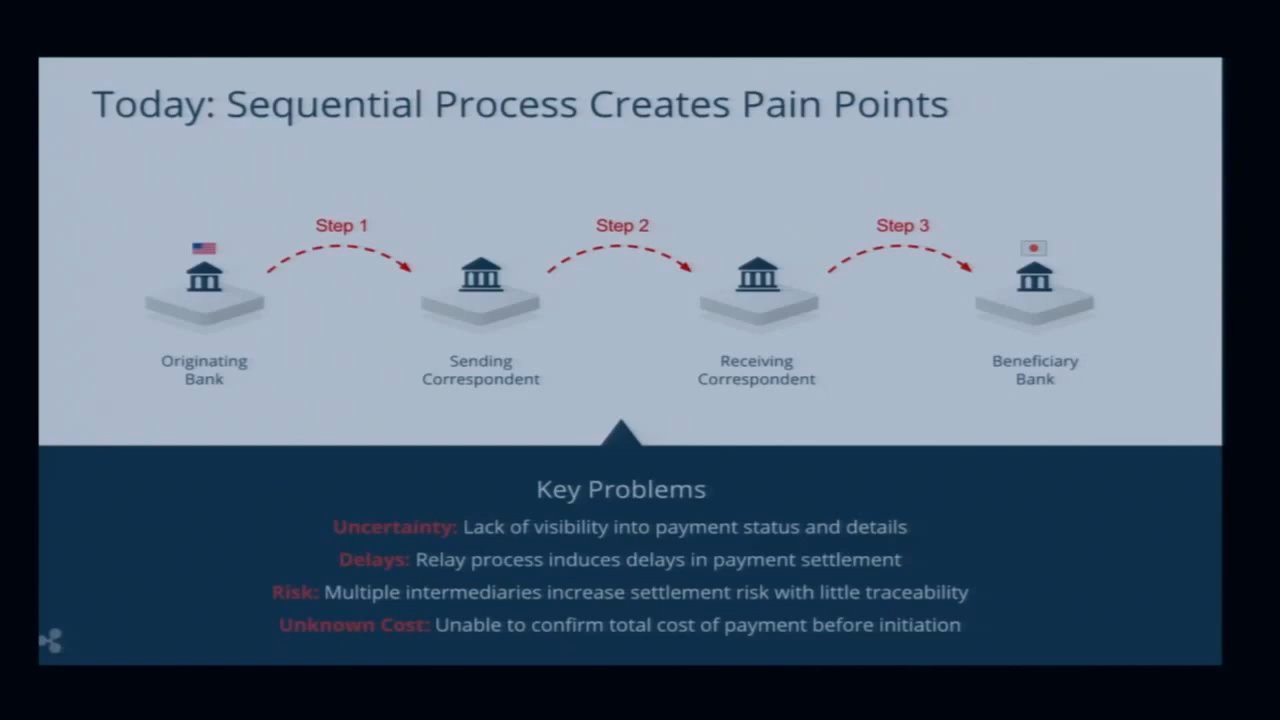 Today: Sequential Process Creates Pain Points
Step 1
Step 2
Step 3
Originating
Bank
Sending
Correspondent
Receiving
Correspondent
Beneficiary
Bank
Key Problems
Uncertainty: Lack of visibility into payment status and details
Delays: Relay process induces delays in payment settlement
Risk: Multiple intermediaries increase settlement risk with little traceability
Unknown Cost: Unable to confirm total cost of payment before initiation